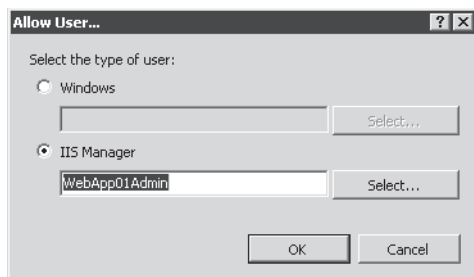 Allow User...
Select the type of user:
Windows
Select...
IIS Manager
WebApp01Admin
Select...
OK
Cancel